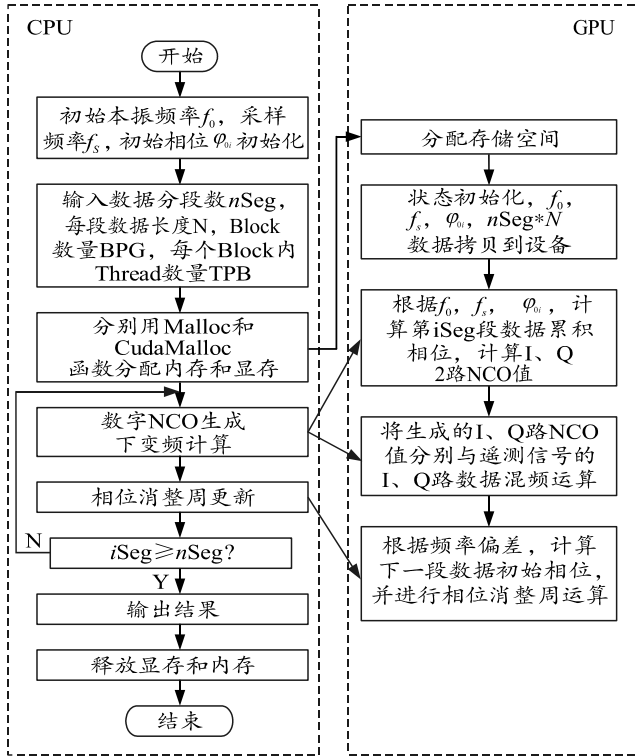 CPU
开始
初始本振频率f₀，采样
频率fₛ，初始相位φ₀ᵢ初始化
输入数据分段数nSeg，
每段数据长度N，Block
数量BPG，每个Block内
Thread数量TPB
分别用Malloc和
CudaMalloc
函数分配内存和显存
数字NCO生成
下变频计算
相位消整周更新
N
iSeg≥nSeg?
Y
输出结果
释放显存和内存
结束
GPU
分配存储空间
状态初始化，f₀，
fₛ，φ₀ᵢ，nSeg*N
数据拷贝到设备
根据f₀，fₛ， φ₀ᵢ，计
算第iSeg段数据累积
相位，计算I、Q
2路NCO值
将生成的I、Q路NCO
值分别与遥测信号的
I、Q路数据混频运算
根据频率偏差，计算
下一段数据初始相位，
并进行相位消整周运算